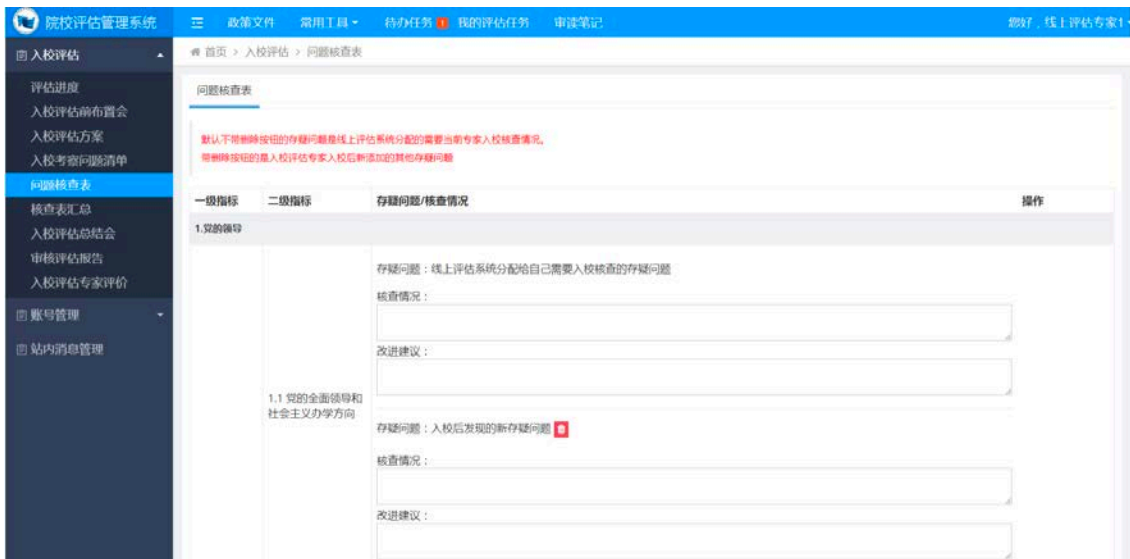 院校评估管理系统
政策文件 常用工具 待办任务 1 我的评估任务 审读笔记
您好，线上评估专家1
入校评估
评估进度
入校评估前布置会
入校评估方案
入校考察问题清单
问题核查表
核查表汇总
入校评估总结会
审核评估报告
入校评估专家评价
账号管理
站内消息管理
首页 > 入校评估 > 问题核查表
问题核查表
默认不带删除按钮的存疑问题是线上评估系统分配的需要当前专家入校核查情况。
带删除按钮的是入校评估专家入校后新添加的其他存疑问题
一级指标 二级指标 存疑问题/核查情况 操作
1.党的领导
存疑问题：线上评估系统分配给自己需要入校核查的存疑问题
核查情况：
改进建议：
1.1 党的全面领导和
社会主义办学方向
存疑问题：入校后发现的新存疑问题
核查情况：
改进建议：